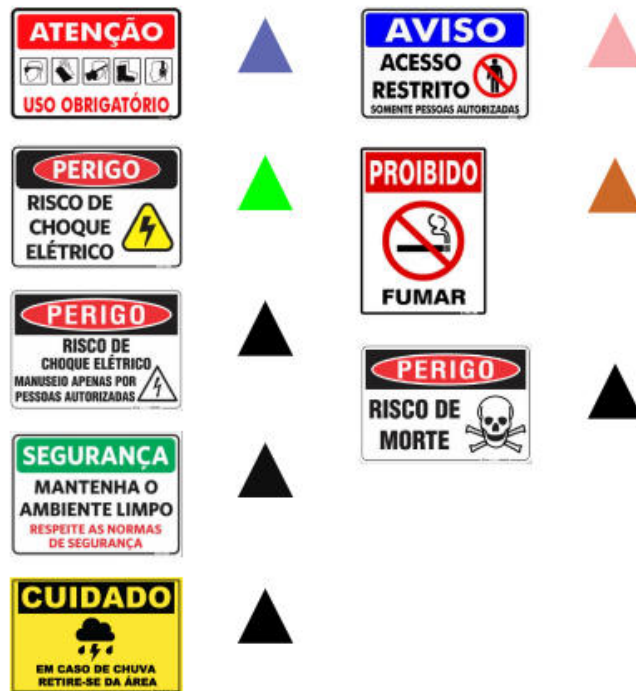 ATENÇÃO
USO OBRIGATÓRIO
PERIGO
RISCO DE
CHOQUE
ELÉTRICO
PERIGO
RISCO DE
CHOQUE ELÉTRICO
MANUSEIO APENAS POR
PESSOAS AUTORIZADAS
SEGURANÇA
MANTENHA O
AMBIENTE LIMPO
RESPEITE AS NORMAS
DE SEGURANÇA
CUIDADO
EM CASO DE CHUVA
RETIRE-SE DA ÁREA
AVISO
ACESSO
RESTRITO
SOMENTE PESSOAS AUTORIZADAS
PROIBIDO
FUMAR
PERIGO
RISCO DE
MORTE